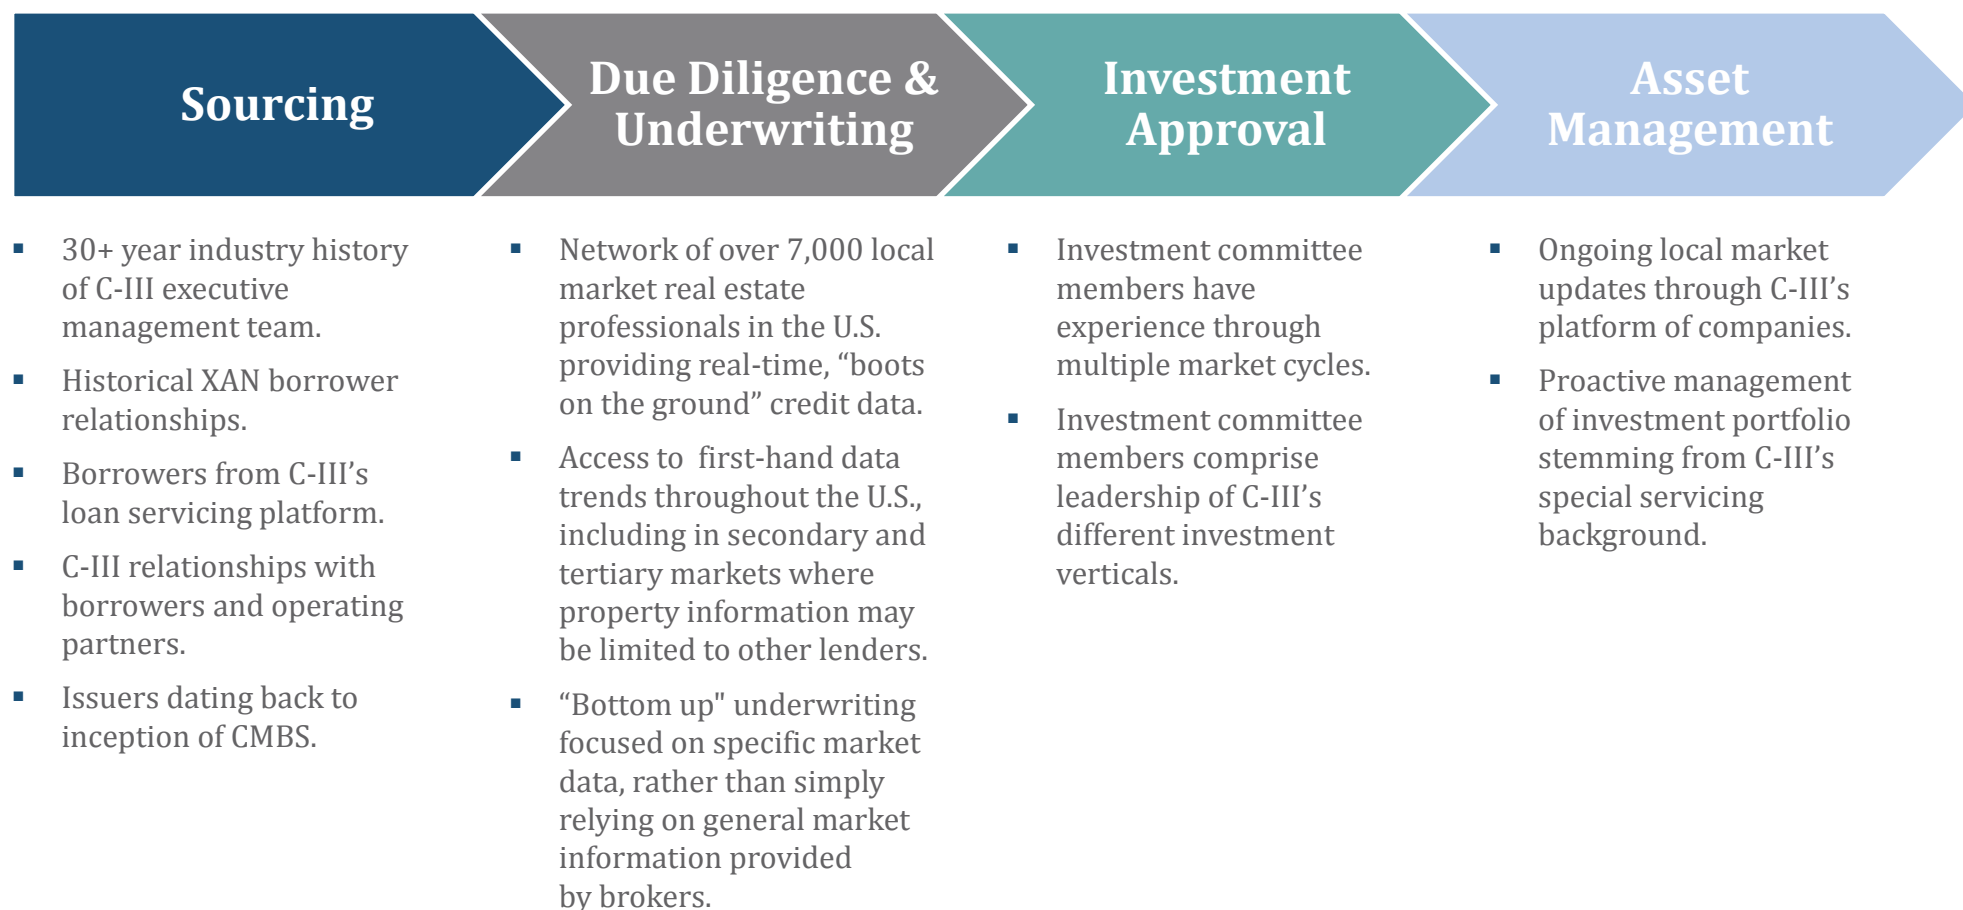 Sourcing
Due Diligence &
Underwriting
Investment
Approval
Asset
Management
▪ 30+ year industry history
of C-III executive
management team.
▪ Historical XAN borrower
relationships.
▪ Borrowers from C-III’s
loan servicing platform.
▪ C-III relationships with
borrowers and operating
partners.
▪ Issuers dating back to
inception of CMBS.
▪ Network of over 7,000 local
market real estate
professionals in the U.S.
providing real-time, “boots
on the ground” credit data.
▪ Access to  first-hand data
trends throughout the U.S.,
including in secondary and
tertiary markets where
property information may
be limited to other lenders.
▪ “Bottom up" underwriting
focused on specific market
data, rather than simply
relying on general market
information provided
by brokers.
▪ Investment committee
members have
experience through
multiple market cycles.
▪ Investment committee
members comprise
leadership of C-III’s
different investment
verticals.
▪ Ongoing local market
updates through C-III’s
platform of companies.
▪ Proactive management
of investment portfolio
stemming from C-III’s
special servicing
background.